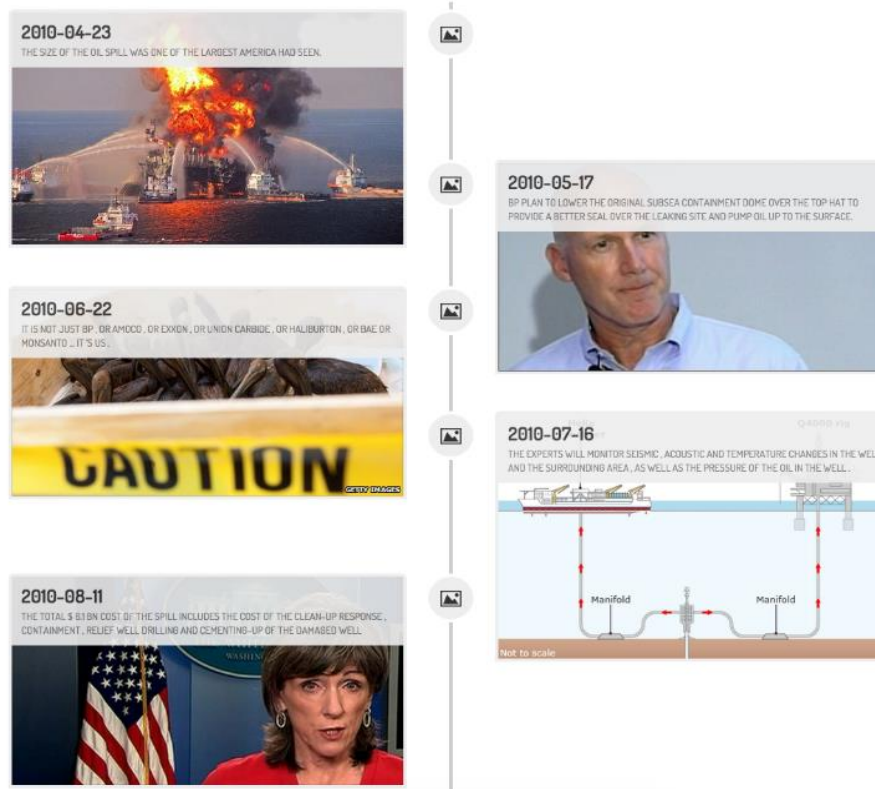 2010-04-23
THE SIZE OF THE OIL SPILL WAS ONE OF THE LARGEST AMERICA HAD SEEN.
2010-05-17
BP PLAN TO LOWER THE ORIGINAL SUBSEA CONTAINMENT DOME OVER THE TOP HAT TO
PROVIDE A BETTER SEAL OVER THE LEAKING SITE AND PUMP OIL UP TO THE SURFACE.
2010-06-22
IT IS NOT JUST BP , OR AMOCO , OR EXXON , OR UNION CARBIDE , OR HALIBURTON , OR BAE OR
MONSANTO ... IT 'S US .
CAUTION
GETTY IMAGES
Q4000 rig
2010-07-16
THE EXPERTS WILL MONITOR SEISMIC , ACOUSTIC AND TEMPERATURE CHANGES IN THE WEL
AND THE SURROUNDING AREA , AS WELL AS THE PRESSURE OF THE OIL IN THE WELL .
Manifold
Manifold
Not to scale
2010-08-11
THE TOTAL $ 6.1 BN COST OF THE SPILL INCLUDES THE COST OF THE CLEAN-UP RESPONSE ,
CONTAINMENT , RELIEF WELL DRILLING AND CEMENTING-UP OF THE DAMAGED WELL